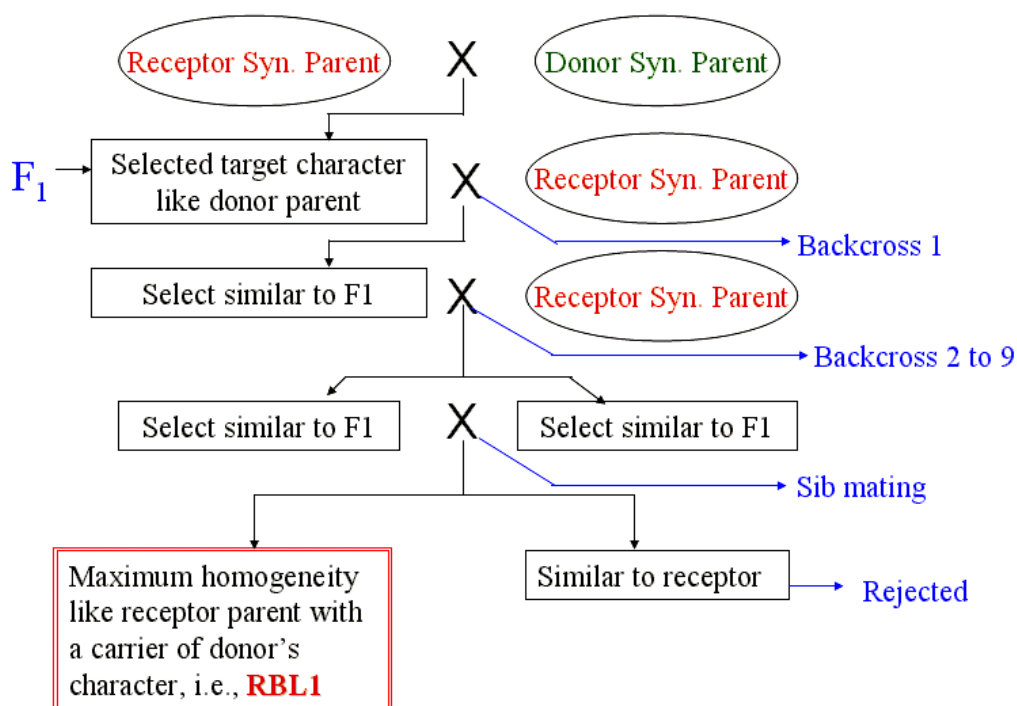 Receptor Syn. Parent
X
Donor Syn. Parent
F1
Selected target character
like donor parent
X
Receptor Syn. Parent
Backcross 1
Select similar to F1
X
Receptor Syn. Parent
Backcross 2 to 9
Select similar to F1
X
Select similar to F1
Sib mating
Maximum homogeneity
like receptor parent with
a carrier of donor's
character, i.e., RBL1
Similar to receptor
Rejected